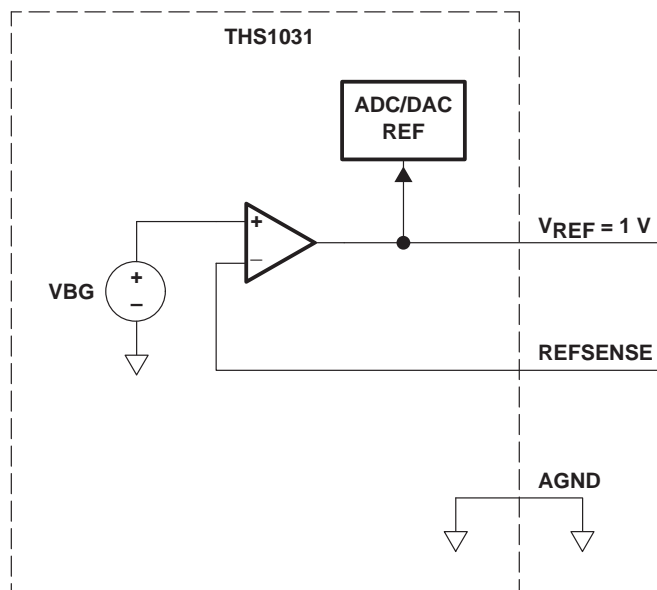 THS1031
ADC/DAC
REF
+
−
VREF = 1 V
VBG
+
−
REFSENSE
AGND